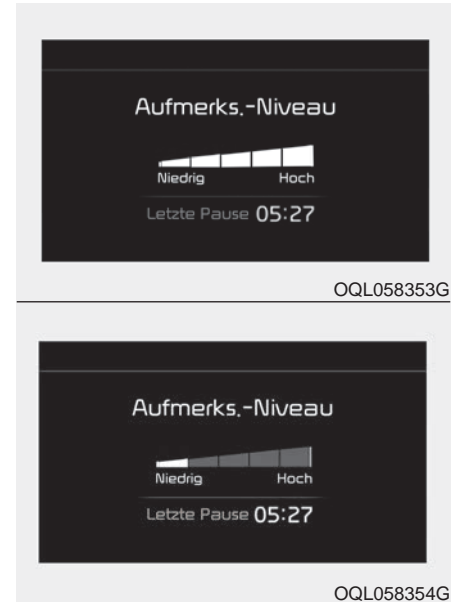 Aufmerks.-Niveau
Niedrig Hoch
Letzte Pause 05:27
OQL058353G
Aufmerks.-Niveau
Niedrig Hoch
Letzte Pause 05:27
OQL058354G